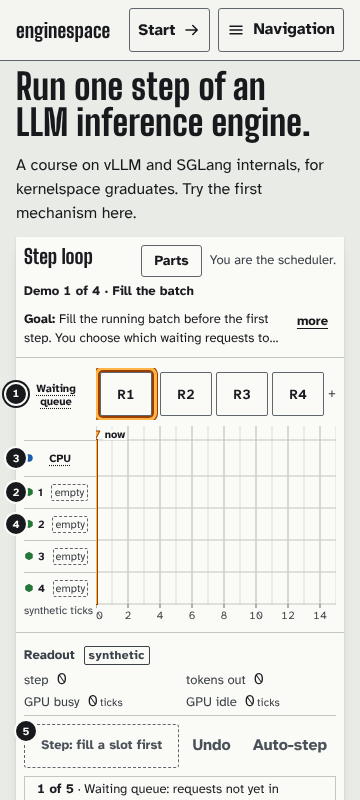 enginespace
Start →
Navigation
Run one step of an
LLM inference engine.
A course on vLLM and SGLang internals, for
kernelspace graduates. Try the first
mechanism here.
Step loop
Parts
You are the scheduler.
Demo 1 of 4 · Fill the batch
Goal: Fill the running batch before the first
step. You choose which waiting requests to...
more
1 Waiting
queue
R1 R2 R3 R4 +
now
3 CPU
2 1 empty
4 2 empty
3 empty
4 empty
synthetic ticks 0 2 4 6 8 10 12 14
Readout synthetic
step 0 tokens out 0
GPU busy 0 ticks GPU idle 0 ticks
5
Step: fill a slot first Undo Auto-step
1 of 5 · Waiting queue: requests not yet in